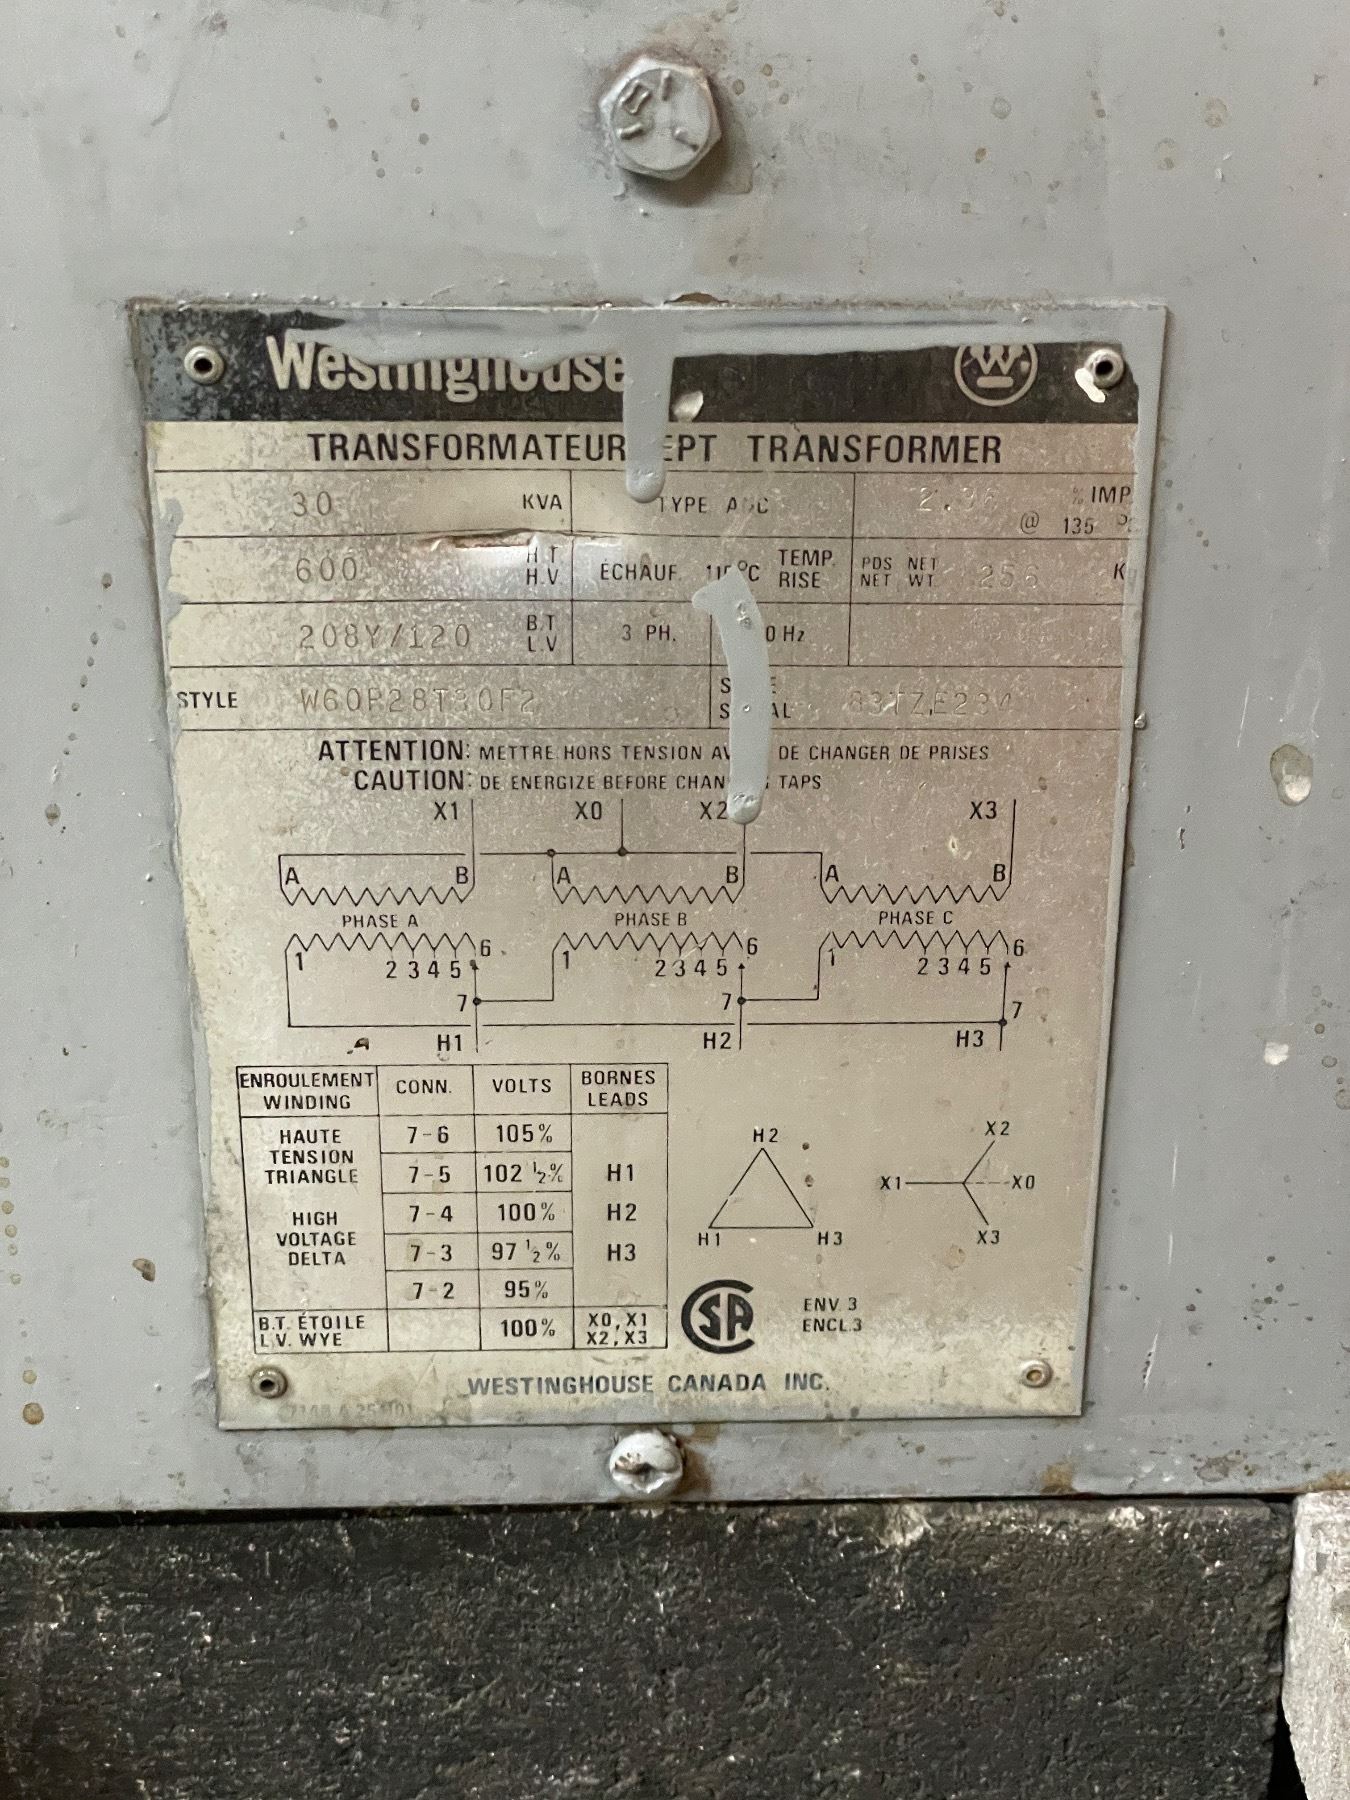 Westinghouse
TRANSFORMATEUR TRANSFORMER
30 KVA TYPE % IMP
@ 135
600 H.T. H.V. ÉCHAUF. °C TEMP. RISE PDS NET NET WT 256
208Y/120 B.T. L.V. 3 PH. Hz
STYLE W60P28T30F2
ATTENTION: METTRE HORS TENSION DE CHANGER DE PRISES
CAUTION: DE ENERGIZE BEFORE TAPS
X1 X0 X2 X3
A B A B A B
PHASE A PHASE B PHASE C
1 2 3 4 5 6 1 2 3 4 5 6 1 2 3 4 5 6
7 7 7
H1 H2 H3
ENROULEMENT WINDING CONN. VOLTS BORNES LEADS
HAUTE TENSION TRIANGLE
HIGH VOLTAGE DELTA
7-6 105%
7-5 102 1/2% H1
7-4 100% H2
7-3 97 1/2% H3
7-2 95%
B.T. ÉTOILE L.V. WYE 100% X0, X1 X2, X3
H2
H1 H3
X2
X1 X0
X3
SA
ENV. 3
ENCL. 3
WESTINGHOUSE CANADA INC.